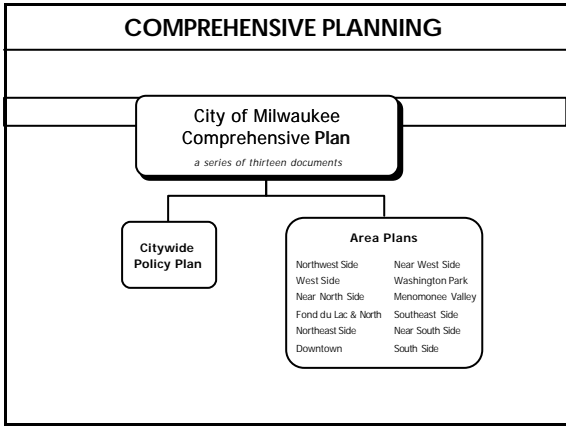 COMPREHENSIVE PLANNING
City of Milwaukee
Comprehensive Plan
a series of thirteen documents
Citywide
Policy Plan
Area Plans
Northwest Side
West Side
Near North Side
Fond du Lac & North
Northeast Side
Downtown
Near West Side
Washington Park
Menomonee Valley
Southeast Side
Near South Side
South Side